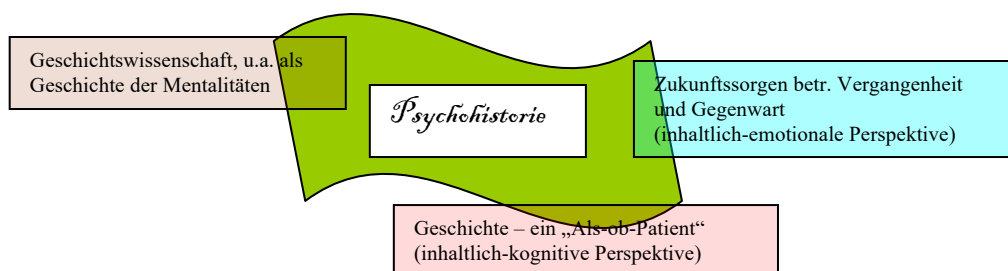 Geschichtswissenschaft, u.a. als
Geschichte der Mentalitäten
Psychohistorie
Zukunftssorgen betr. Vergangenheit
und Gegenwart
(inhaltlich-emotionale Perspektive)
Geschichte – ein „Als-ob-Patient“
(inhaltlich-kognitive Perspektive)